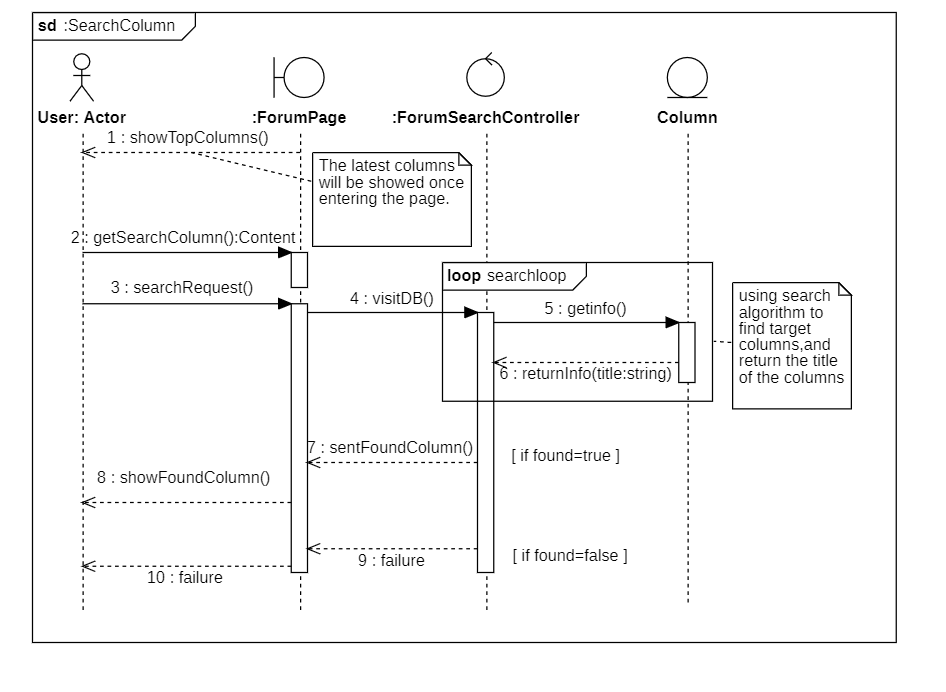 sd :SearchColumn
User: Actor
:ForumPage
:ForumSearchController
Column
1 : showTopColumns()
The latest columns
will be showed once
entering the page.
2 : getSearchColumn():Content
loop searchloop
3 : searchRequest()
4 : visitDB()
5 : getinfo()
using search
algorithm to
find target
columns,and
return the title
of the columns
6 : returnInfo(title:string)
7 : sentFoundColumn()
[ if found=true ]
8 : showFoundColumn()
9 : failure
[ if found=false ]
10 : failure